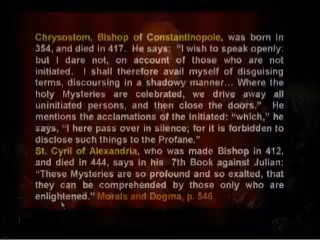 Chrysostom, Bishop of Constantinopole, was born in
354, and died in 417. He says: "I wish to speak openly:
but I dare not, on account of those who are not
initiated. I shall therefore avail myself of disguising
terms, discoursing in a shadowy manner... Where the
holy Mysteries are celebrated, we drive away all
uninitiated persons, and then close the doors." He
mentions the acclamations of the initiated: "which," he
says, "I here pass over in silence; for it is forbidden to
disclose such things to the Profane."
St. Cyril of Alexandria, who was made Bishop in 412,
and died in 444, says in his 7th Book against Julian:
"These Mysteries are so profound and so exalted, that
they can be comprehended by those only who are
enlightened." Morals and Dogma, p. 546